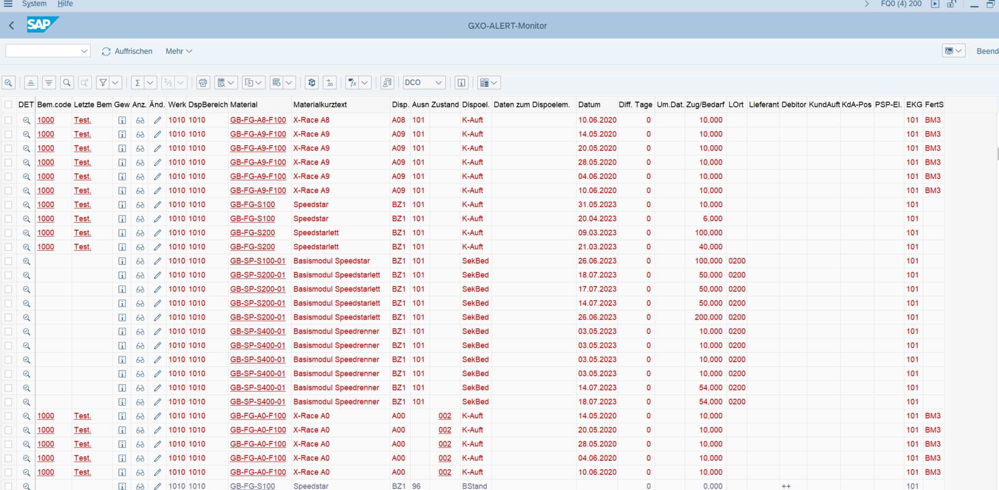 System Hilfe FQ0 (4) 200
SAP GXO-ALERT-Monitor
Auffrischen Mehr Beend
DCO
DET Bem.code Letzte Bem Gew Anz. Änd. Werk DspBereich Material Materialkurztext Disp. Ausn Zustand Dispoel. Daten zum Dispoelem. Datum Diff. Tage Um.Dat. Zug/Bedarf LOrt Lieferant Debitor KundAuft KdA-Pos PSP-El. EKG FertS
1000 Test. 1010 1010 GB-FG-A8-F100 X-Race A8 A08 101 K-Auft 10.06.2020 0 10,000 101 BM3
1000 Test. 1010 1010 GB-FG-A9-F100 X-Race A9 A09 101 K-Auft 14.05.2020 0 10,000 101 BM3
1000 Test. 1010 1010 GB-FG-A9-F100 X-Race A9 A09 101 K-Auft 20.05.2020 0 10,000 101 BM3
1000 Test. 1010 1010 GB-FG-A9-F100 X-Race A9 A09 101 K-Auft 28.05.2020 0 10,000 101 BM3
1000 Test. 1010 1010 GB-FG-A9-F100 X-Race A9 A09 101 K-Auft 04.06.2020 0 10,000 101 BM3
1000 Test. 1010 1010 GB-FG-A9-F100 X-Race A9 A09 101 K-Auft 10.06.2020 0 10,000 101 BM3
1000 Test. 1010 1010 GB-FG-S100 Speedstar BZ1 101 K-Auft 31.05.2023 0 10,000 101
1000 Test. 1010 1010 GB-FG-S100 Speedstar BZ1 101 K-Auft 20.04.2023 0 6,000 101
1000 Test. 1010 1010 GB-FG-S200 Speedstarlett BZ1 101 K-Auft 09.03.2023 0 100,000 101
1000 Test. 1010 1010 GB-FG-S200 Speedstarlett BZ1 101 K-Auft 21.03.2023 0 40,000 101
1010 1010 GB-SP-S100-01 Basismodul Speedstar BZ1 101 SekBed 26.06.2023 0 100,000 0200 101
1010 1010 GB-SP-S200-01 Basismodul Speedstarlett BZ1 101 SekBed 18.07.2023 0 50,000 0200 101
1010 1010 GB-SP-S200-01 Basismodul Speedstarlett BZ1 101 SekBed 17.07.2023 0 50,000 0200 101
1010 1010 GB-SP-S200-01 Basismodul Speedstarlett BZ1 101 SekBed 14.07.2023 0 50,000 0200 101
1010 1010 GB-SP-S200-01 Basismodul Speedstarlett BZ1 101 SekBed 26.06.2023 0 200,000 0200 101
1010 1010 GB-SP-S400-01 Basismodul Speedrenner BZ1 101 SekBed 03.05.2023 0 10,000 0200 101
1010 1010 GB-SP-S400-01 Basismodul Speedrenner BZ1 101 SekBed 03.05.2023 0 10,000 0200 101
1010 1010 GB-SP-S400-01 Basismodul Speedrenner BZ1 101 SekBed 03.05.2023 0 10,000 0200 101
1010 1010 GB-SP-S400-01 Basismodul Speedrenner BZ1 101 SekBed 03.05.2023 0 10,000 0200 101
1010 1010 GB-SP-S400-01 Basismodul Speedrenner BZ1 101 SekBed 14.07.2023 0 54,000 0200 101
1010 1010 GB-SP-S400-01 Basismodul Speedrenner BZ1 101 SekBed 18.07.2023 0 54,000 0200 101
1000 Test. 1010 1010 GB-FG-A0-F100 X-Race A0 A00 002 K-Auft 14.05.2020 0 10,000 101 BM3
1000 Test. 1010 1010 GB-FG-A0-F100 X-Race A0 A00 002 K-Auft 20.05.2020 0 10,000 101 BM3
1000 Test. 1010 1010 GB-FG-A0-F100 X-Race A0 A00 002 K-Auft 28.05.2020 0 10,000 101 BM3
1000 Test. 1010 1010 GB-FG-A0-F100 X-Race A0 A00 002 K-Auft 04.06.2020 0 10,000 101 BM3
1000 Test. 1010 1010 GB-FG-A0-F100 X-Race A0 A00 002 K-Auft 10.06.2020 0 10,000 101 BM3
1010 1010 GB-FG-S100 Speedstar BZ1 96 BStand 0 0,000 ++ 101